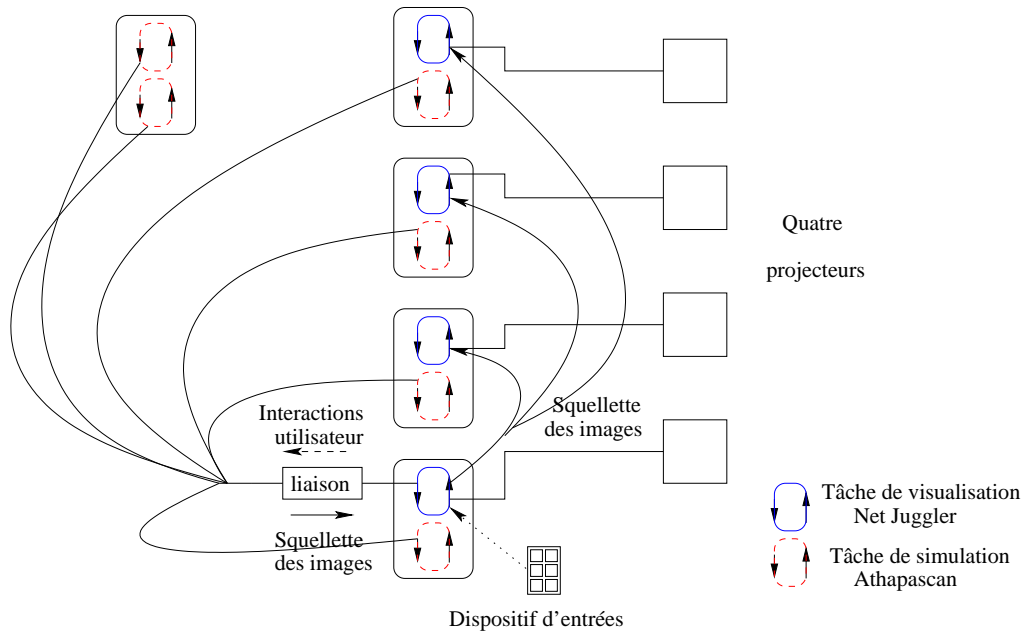 Quatre
projecteurs
Squellette
des images
Interactions
utilisateur
liaison
Squellette
des images
Tâche de visualisation
Net Juggler
Tâche de simulation
Athapascan
Dispositif d'entrées